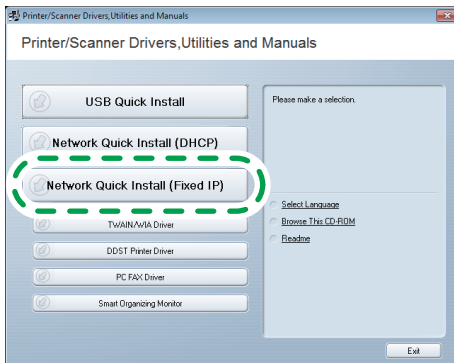 Printer/Scanner Drivers,Utilities and Manuals
Printer/Scanner Drivers,Utilities and Manuals
USB Quick Install
Network Quick Install (DHCP)
Network Quick Install (Fixed IP)
TWAIN/WIA Driver
DDST Printer Driver
PC FAX Driver
Smart Organizing Monitor
Please make a selection.
Select Language
Browse This CD-ROM
Readme
Exit